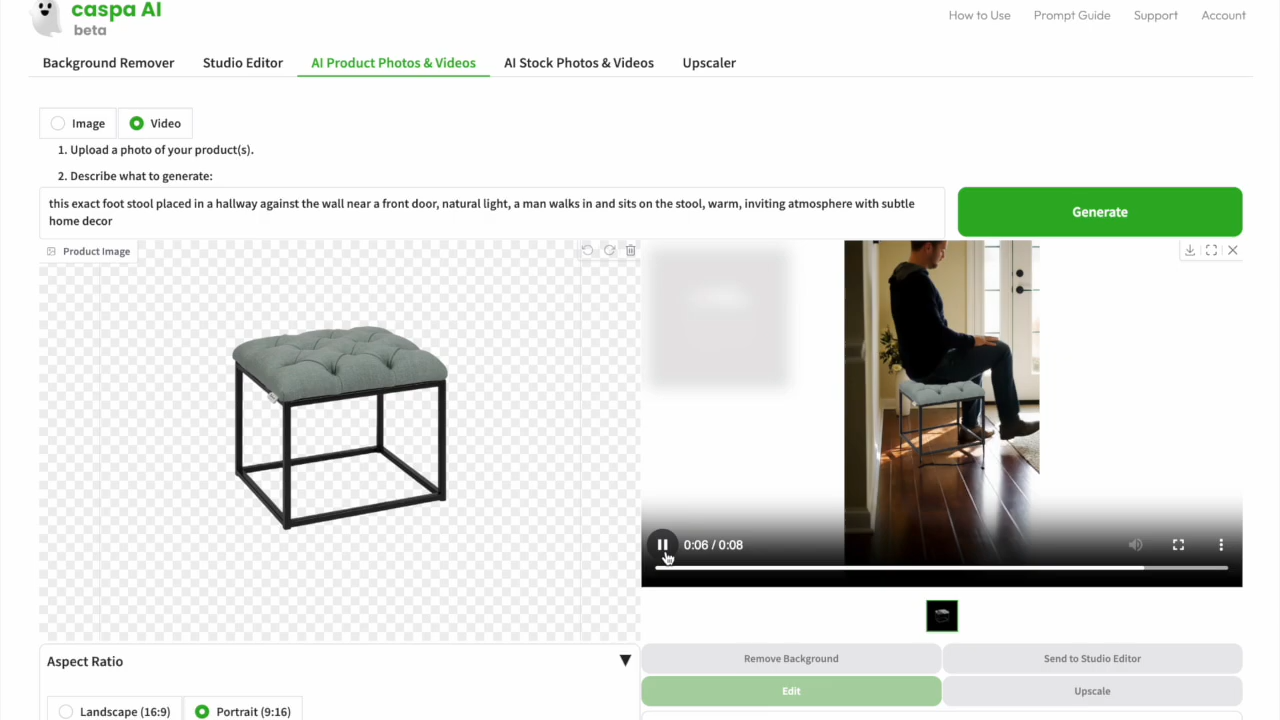 caspa AI
beta
How to Use
Prompt Guide
Support
Account
Background Remover
Studio Editor
AI Product Photos & Videos
AI Stock Photos & Videos
Upscaler
Image
Video
1. Upload a photo of your product(s).
2. Describe what to generate:
this exact foot stool placed in a hallway against the wall near a front door, natural light, a man walks in and sits on the stool, warm, inviting atmosphere with subtle
home decor
Generate
Product Image
0:06 / 0:08
Remove Background
Send to Studio Editor
Edit
Upscale
Aspect Ratio
Landscape (16:9)
Portrait (9:16)